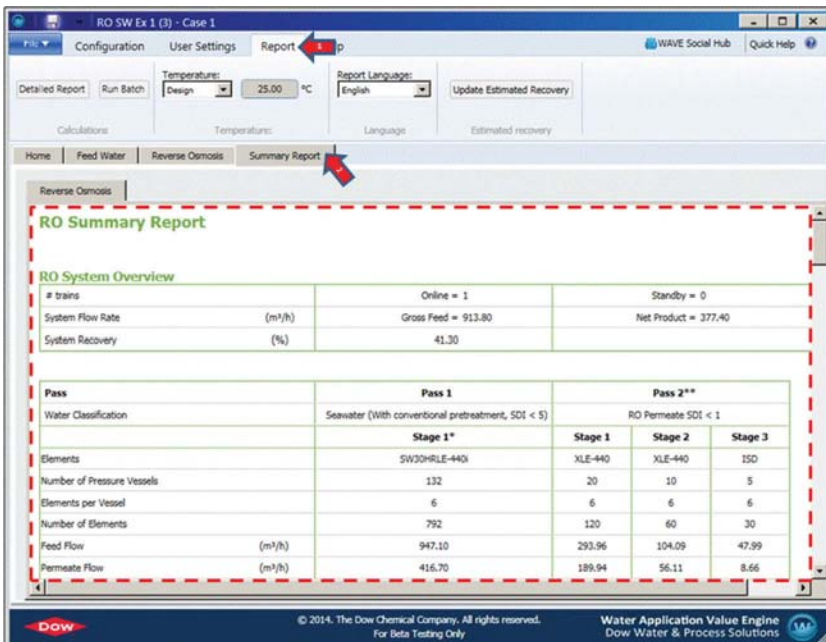 RO SW Ex 1 (3) - Case 1
File Configuration User Settings Report 1 p WAVE Social Hub Quick Help
Detailed Report Run Batch Temperature: Design 25.00 °C Report Language: English Update Estimated Recovery
Calculations Temperature: Language Estimated recovery
Home Feed Water Reverse Osmosis Summary Report 2
Reverse Osmosis
RO Summary Report
RO System Overview
# trains Online = 1 Standby = 0
System Flow Rate (m³/h) Gross Feed = 913.80 Net Product = 377.40
System Recovery (%) 41.30
Pass Pass 1 Pass 2**
Water Classification Seawater (With conventional pretreatment, SDI < 5) RO Permeate SDI < 1
Stage 1* Stage 1 Stage 2 Stage 3
Elements SW30HRLE-440i XLE-440 XLE-440 ISD
Number of Pressure Vessels 132 20 10 5
Elements per Vessel 6 6 6 6
Number of Elements 792 120 60 30
Feed Flow (m³/h) 947.10 293.96 104.09 47.99
Permeate Flow (m³/h) 416.70 189.94 56.11 8.66
DOW © 2014. The Dow Chemical Company. All rights reserved. Water Application Value Engine
For Beta Testing Only Dow Water & Process Solutions